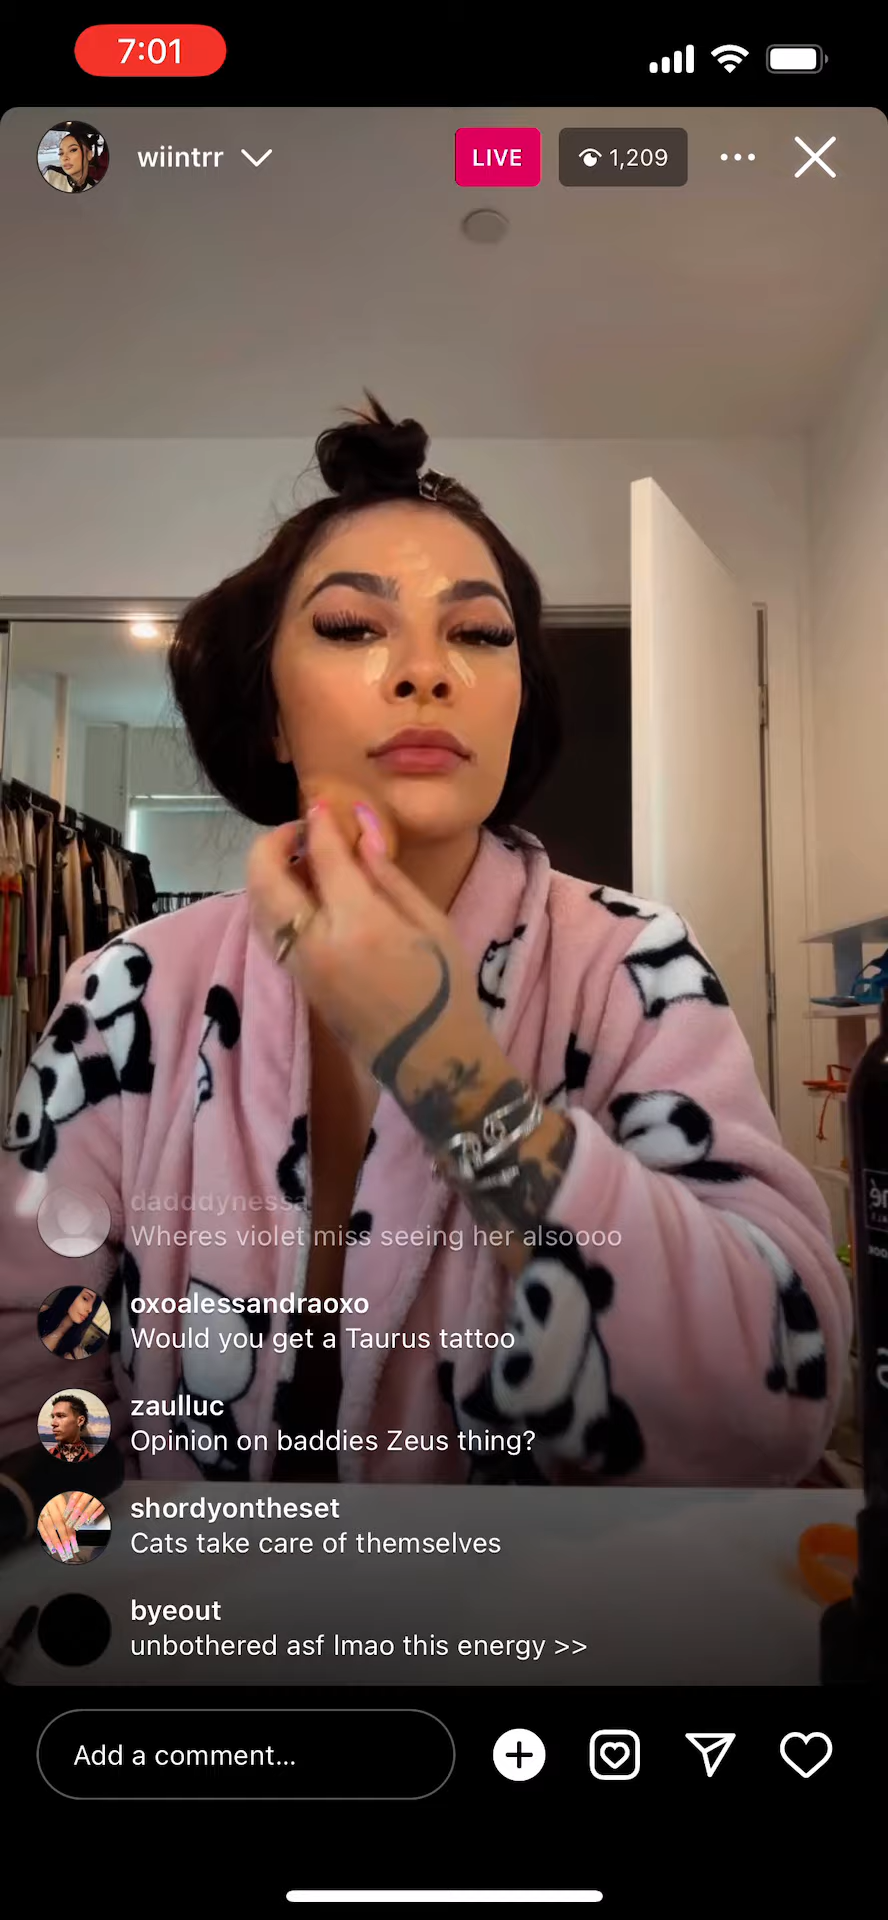 7:01
wiintrr
LIVE
1,209
dadddynessa
Wheres violet miss seeing her alsoooo
oxoalessandraoxo
Would you get a Taurus tattoo
zaulluc
Opinion on baddies Zeus thing?
shordyontheset
Cats take care of themselves
byeout
unbothered asf lmao this energy >>
Add a comment...